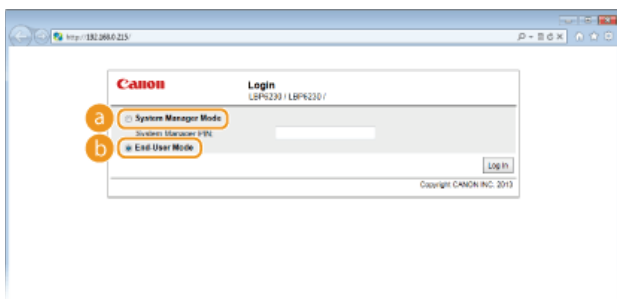 http://192.168.0.215/
Canon
Login
LBP6230 / LBP6230 /
a
System Manager Mode
System Manager PIN:
b
End-User Mode
Log In
Copyright CANON INC. 2013